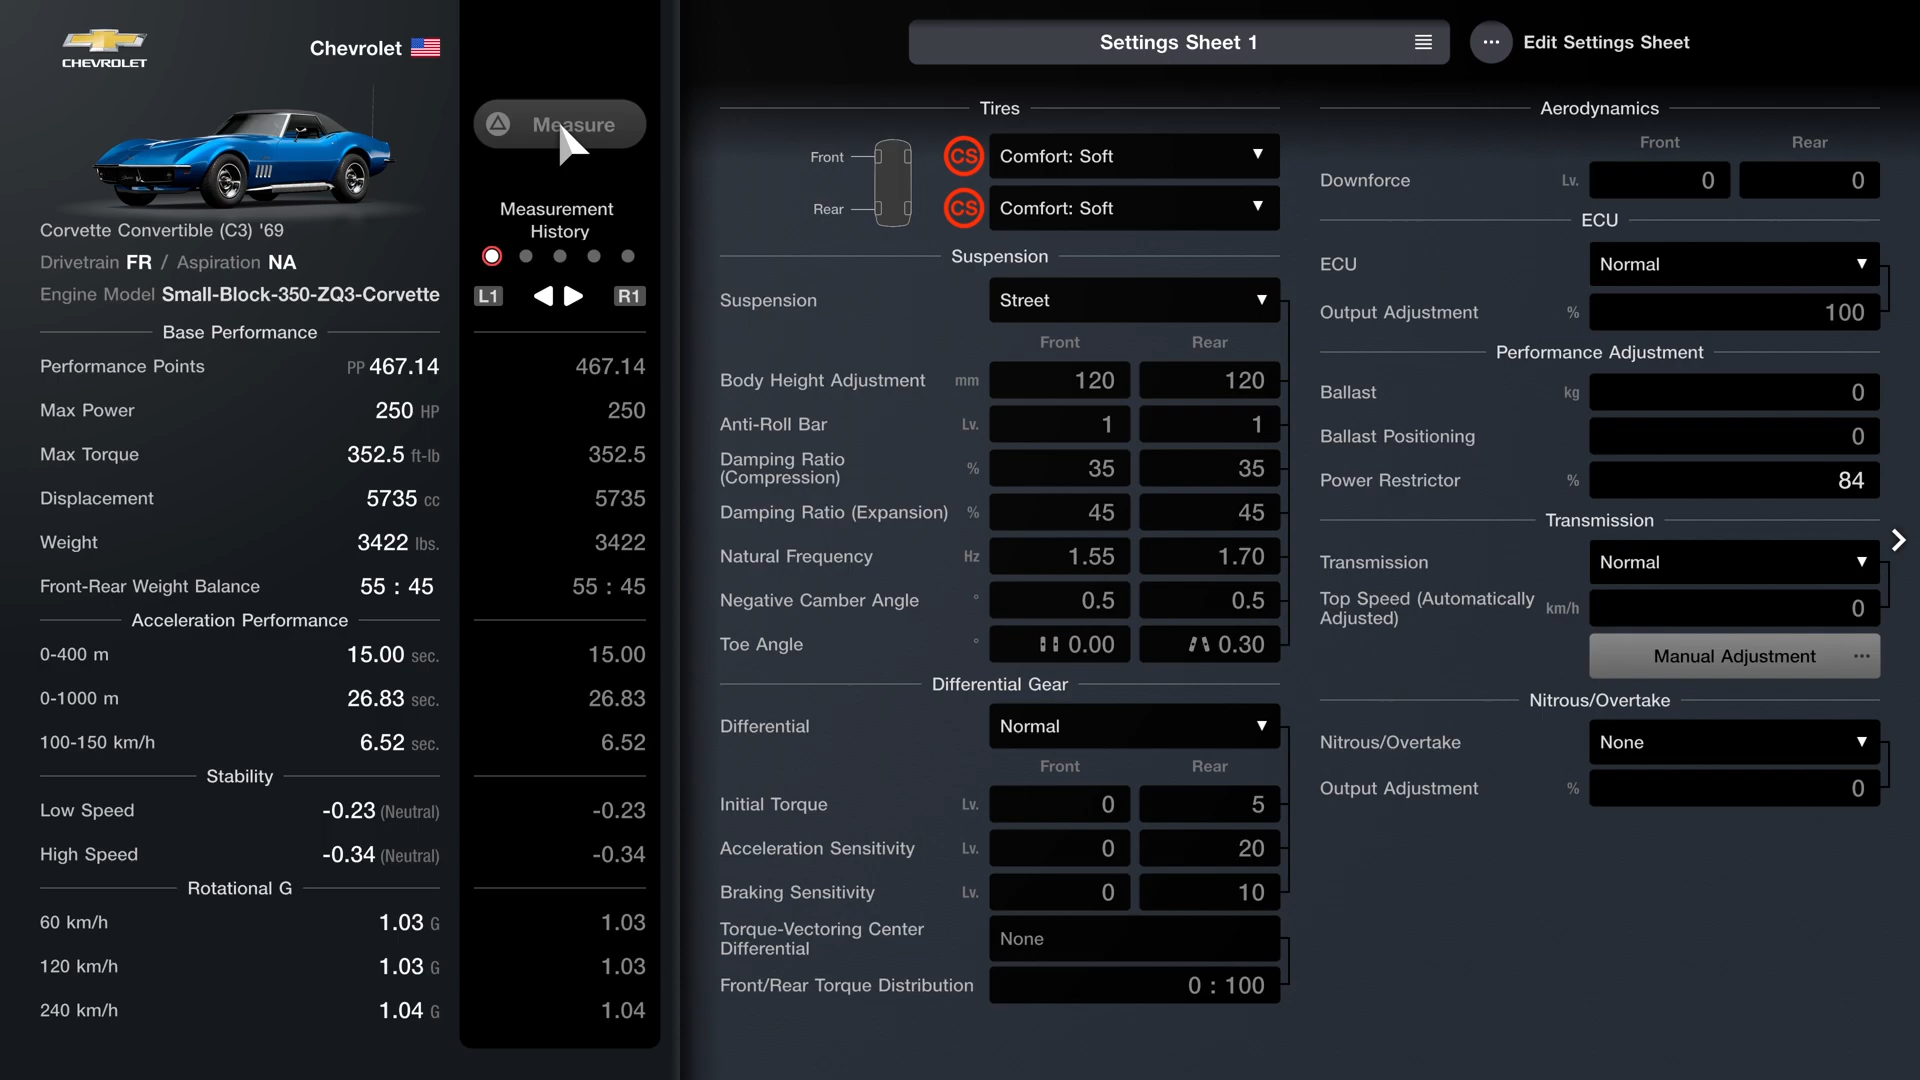 CHEVROLET
Chevrolet
Corvette Convertible (C3) '69
Drivetrain FR / Aspiration NA
Engine Model Small-Block-350-ZQ3-Corvette
Base Performance
Performance Points PP 467.14
Max Power 250 HP
Max Torque 352.5 ft-lb
Displacement 5735 cc
Weight 3422 lbs.
Front-Rear Weight Balance 55 : 45
Acceleration Performance
0-400 m 15.00 sec.
0-1000 m 26.83 sec.
100-150 km/h 6.52 sec.
Stability
Low Speed -0.23 (Neutral)
High Speed -0.34 (Neutral)
Rotational G
60 km/h 1.03 G
120 km/h 1.03 G
240 km/h 1.04 G
Measure
Measurement
History
L1 R1
467.14
250
352.5
5735
3422
55 : 45
15.00
26.83
6.52
-0.23
-0.34
1.03
1.03
1.04
Settings Sheet 1
Edit Settings Sheet
Tires
Front CS Comfort: Soft
Rear CS Comfort: Soft
Suspension
Suspension Street
Front Rear
Body Height Adjustment mm 120 120
Anti-Roll Bar Lv. 1 1
Damping Ratio
(Compression) % 35 35
Damping Ratio (Expansion) % 45 45
Natural Frequency Hz 1.55 1.70
Negative Camber Angle ° 0.5 0.5
Toe Angle ° 0.00 0.30
Differential Gear
Differential Normal
Front Rear
Initial Torque Lv. 0 5
Acceleration Sensitivity Lv. 0 20
Braking Sensitivity Lv. 0 10
Torque-Vectoring Center
Differential None
Front/Rear Torque Distribution 0 : 100
Aerodynamics
Front Rear
Downforce Lv. 0 0
ECU
ECU Normal
Output Adjustment % 100
Performance Adjustment
Ballast kg 0
Ballast Positioning 0
Power Restrictor % 84
Transmission
Transmission Normal
Top Speed (Automatically
Adjusted) km/h 0
Manual Adjustment
Nitrous/Overtake
Nitrous/Overtake None
Output Adjustment % 0